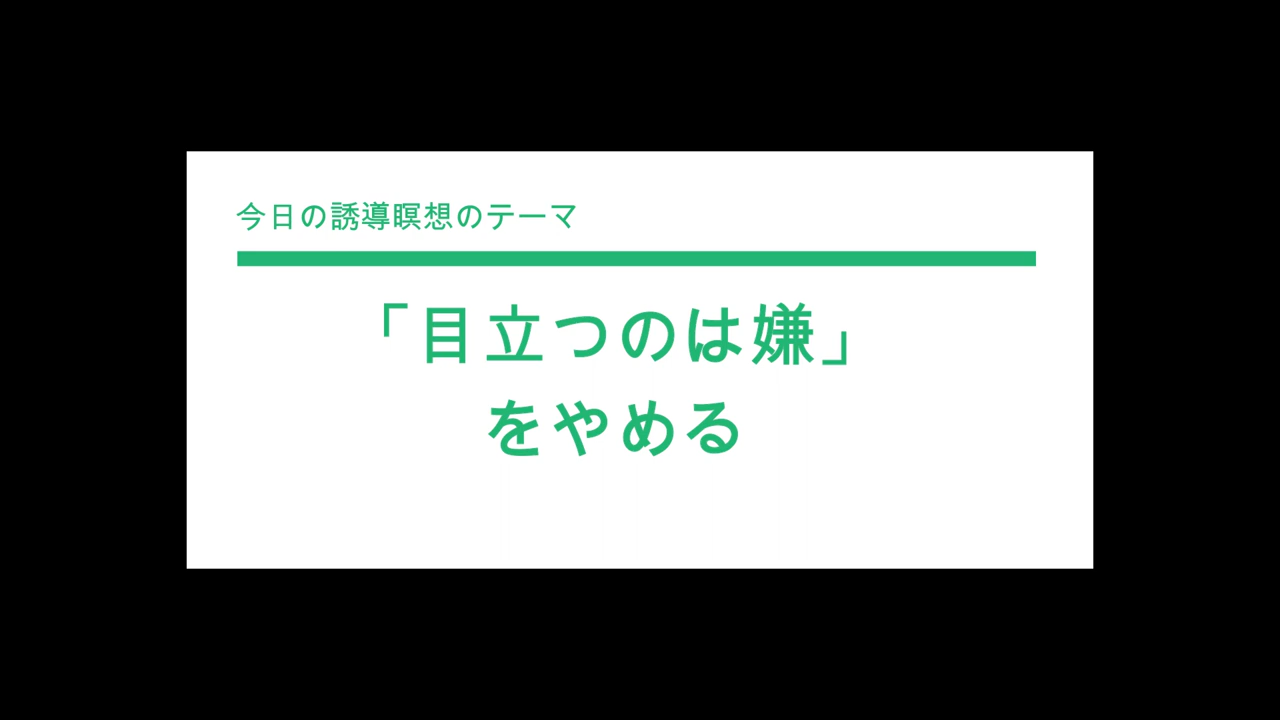 今日の誘導瞑想のテーマ
「目立つのは嫌」
をやめる